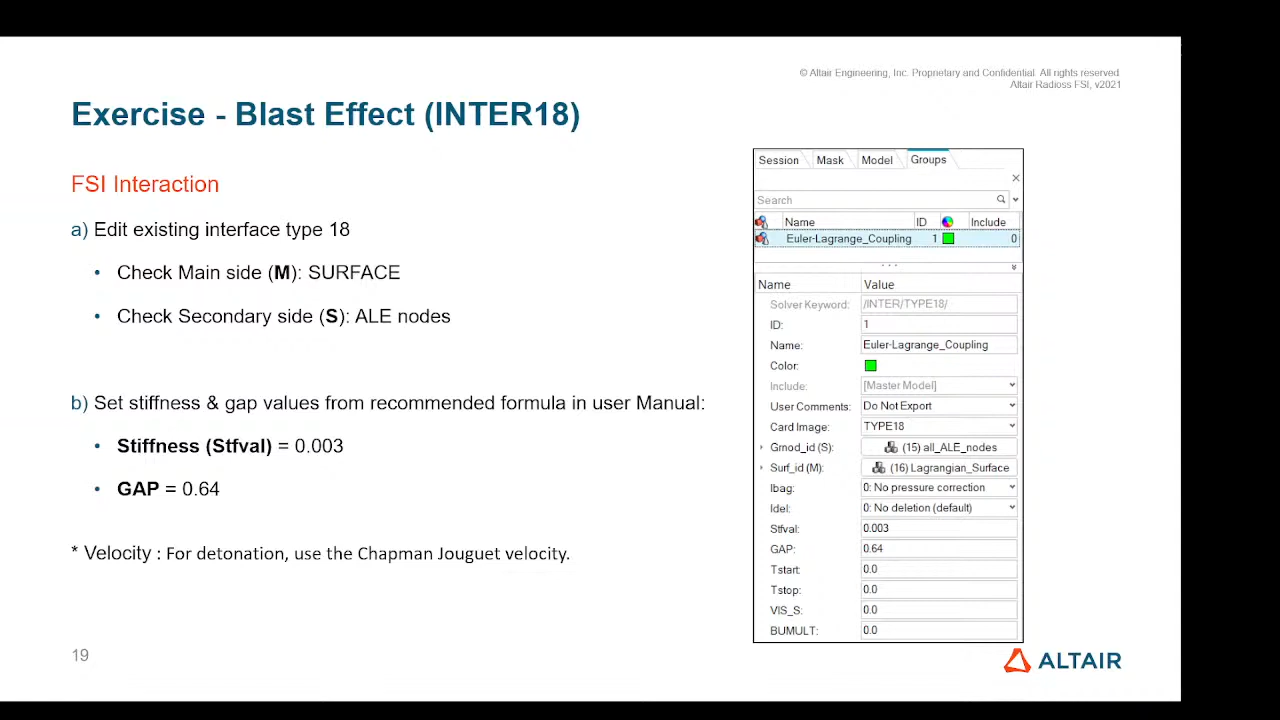 © Altair Engineering, Inc. Proprietary and Confidential. All rights reserved.
Altair Radioss FSI, v2021
Exercise - Blast Effect (INTER18)
FSI Interaction
a) Edit existing interface type 18
• Check Main side (M): SURFACE
• Check Secondary side (S): ALE nodes
b) Set stiffness & gap values from recommended formula in user Manual:
• Stiffness (Stfval) = 0.003
• GAP = 0.64
* Velocity : For detonation, use the Chapman Jouguet velocity.
Session Mask Model Groups
Search
Name ID Include
Euler-Lagrange_Coupling 1 0
Name Value
Solver Keyword: /INTER/TYPE18/
ID: 1
Name: Euler-Lagrange_Coupling
Color:
Include: [Master Model]
User Comments: Do Not Export
Card Image: TYPE18
Grnod_id (S): (15) all_ALE_nodes
Surf_id (M): (16) Lagrangian_Surface
Ibag: 0: No pressure correction
Idel: 0: No deletion (default)
Stfval: 0.003
GAP: 0.64
Tstart: 0.0
Tstop: 0.0
VIS_S: 0.0
BUMULT: 0.0
19
ALTAIR